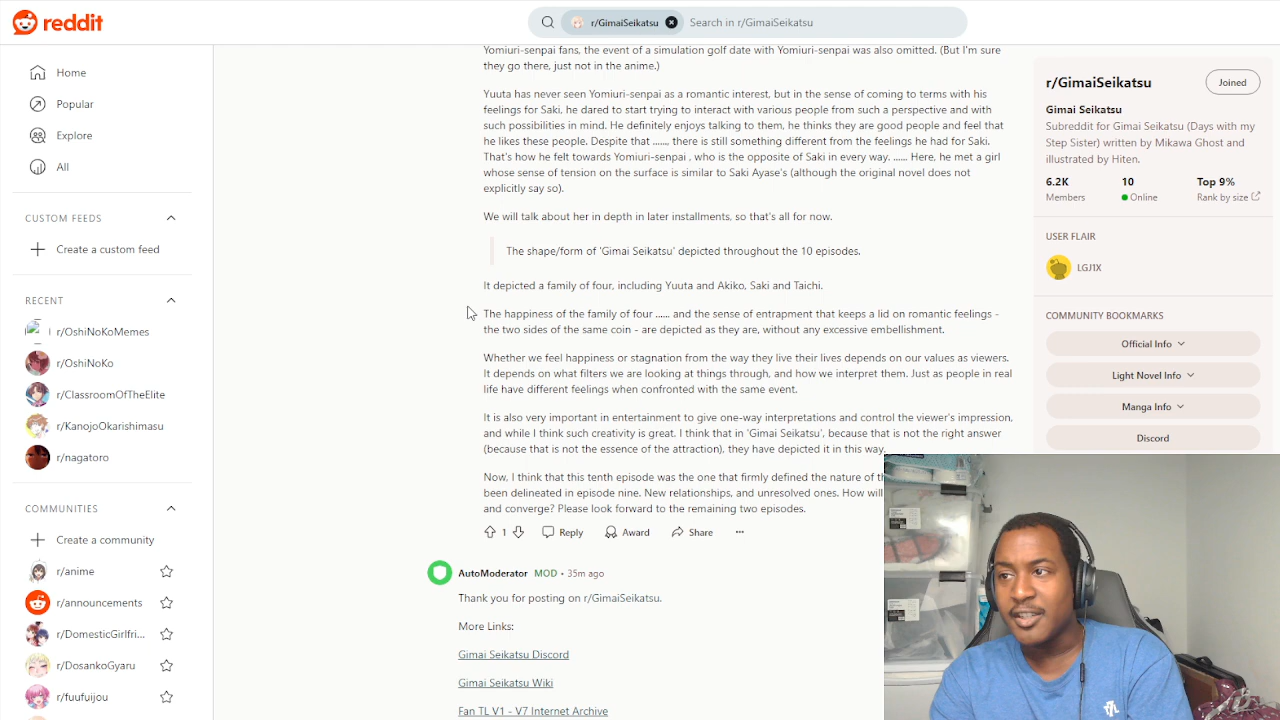 reddit
r/GimaiSeikatsu
Search in r/GimaiSeikatsu
Home
Popular
Explore
All
CUSTOM FEEDS
Create a custom feed
RECENT
r/OshiNoKoMemes
r/OshiNoKo
r/ClassroomOfTheElite
r/KanojoOkarishimasu
r/nagatoro
COMMUNITIES
Create a community
r/anime
r/announcements
r/DomesticGirlfri...
r/DosankoGyaru
r/fuufuijou
Yomiuri-senpai fans, the event of a simulation golf date with Yomiuri-senpai was also omitted. (But I'm sure
they go there, just not in the anime.)
Yuuta has never seen Yomiuri-senpai as a romantic interest, but in the sense of coming to terms with his
feelings for Saki, he dared to start trying to interact with various people from such a perspective and with
such possibilities in mind. He definitely enjoys talking to them, he thinks they are good people and feel that
he likes these people. Despite that ......, there is still something different from the feelings he had for Saki.
That's how he felt towards Yomiuri-senpai , who is the opposite of Saki in every way. ...... Here, he met a girl
whose sense of tension on the surface is similar to Saki Ayase's (although the original novel does not
explicitly say so).
We will talk about her in depth in later installments, so that's all for now.
The shape/form of 'Gimai Seikatsu' depicted throughout the 10 episodes.
It depicted a family of four, including Yuuta and Akiko, Saki and Taichi.
The happiness of the family of four ...... and the sense of entrapment that keeps a lid on romantic feelings -
the two sides of the same coin - are depicted as they are, without any excessive embellishment.
Whether we feel happiness or stagnation from the way they live their lives depends on our values as viewers.
It depends on what filters we are looking at things through, and how we interpret them. Just as people in real
life have different feelings when confronted with the same event.
It is also very important in entertainment to give one-way interpretations and control the viewer's impression,
and while I think such creativity is great, I think that in 'Gimai Seikatsu', because that is not the right answer
(because that is not the essence of the attraction), they have depicted it in this way.
Now, I think that this tenth episode was the one that firmly defined the nature of th
been delineated in episode nine. New relationships, and unresolved ones. How will
and converge? Please look forward to the remaining two episodes.
1
Reply
Award
Share
AutoModerator MOD • 35m ago
Thank you for posting on r/GimaiSeikatsu.
More Links:
Gimai Seikatsu Discord
Gimai Seikatsu Wiki
Fan TL V1 - V7 Internet Archive
r/GimaiSeikatsu
Joined
Gimai Seikatsu
Subreddit for Gimai Seikatsu (Days with my
Step Sister) written by Mikawa Ghost and
illustrated by Hiten.
6.2K
10
Top 9%
Members
Online
Rank by size
USER FLAIR
LGJ1X
COMMUNITY BOOKMARKS
Official Info
Light Novel Info
Manga Info
Discord